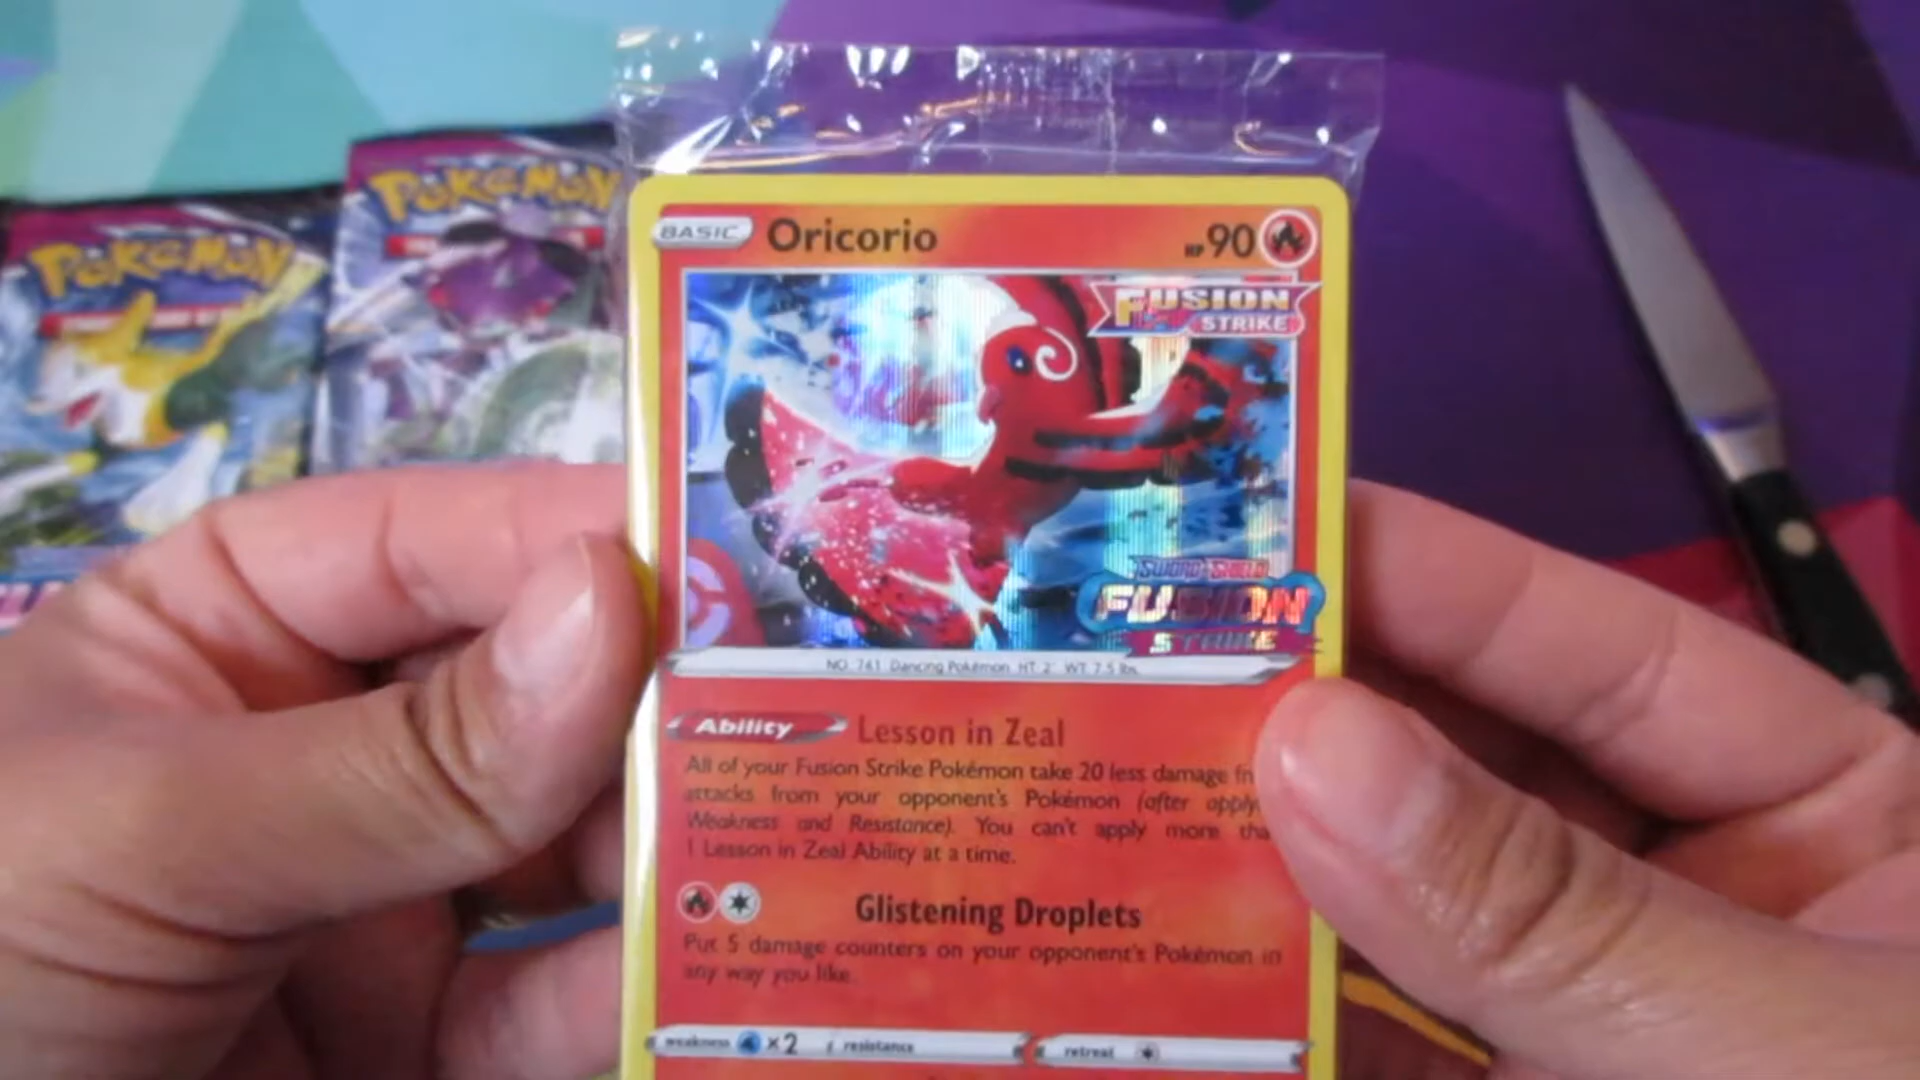 POKéMON
POKéMON
BASIC Oricorio HP 90
FUSION
STRIKE
SWORD SHIELD
FUSION
STRIKE
NO. 741 Dancing Pokémon HT: 2' WT: 7.5 lbs.
Ability Lesson in Zeal
All of your Fusion Strike Pokémon take 20 less damage
attacks from your opponent's Pokémon (after
Weakness and Resistance). You can't apply more
1 Lesson in Zeal Ability at a time.
Glistening Droplets
Put 5 damage counters on your opponent's Pokémon in
any way you like.
weakness ×2 resistance retreat